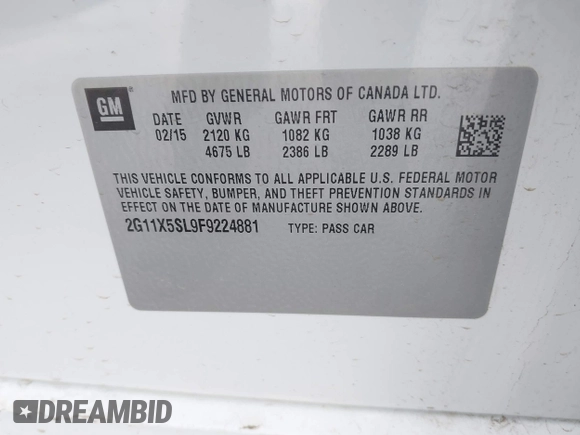 GM
MFD BY GENERAL MOTORS OF CANADA LTD.
DATE GVWR GAWR FRT GAWR RR
02/15 2120 KG 1082 KG 1038 KG
4675 LB 2386 LB 2289 LB
THIS VEHICLE CONFORMS TO ALL APPLICABLE U.S. FEDERAL MOTOR
VEHICLE SAFETY, BUMPER, AND THEFT PREVENTION STANDARDS
IN EFFECT ON THE DATE OF MANUFACTURE SHOWN ABOVE.
2G11X5SL9F9224881 TYPE: PASS CAR
DREAMBID